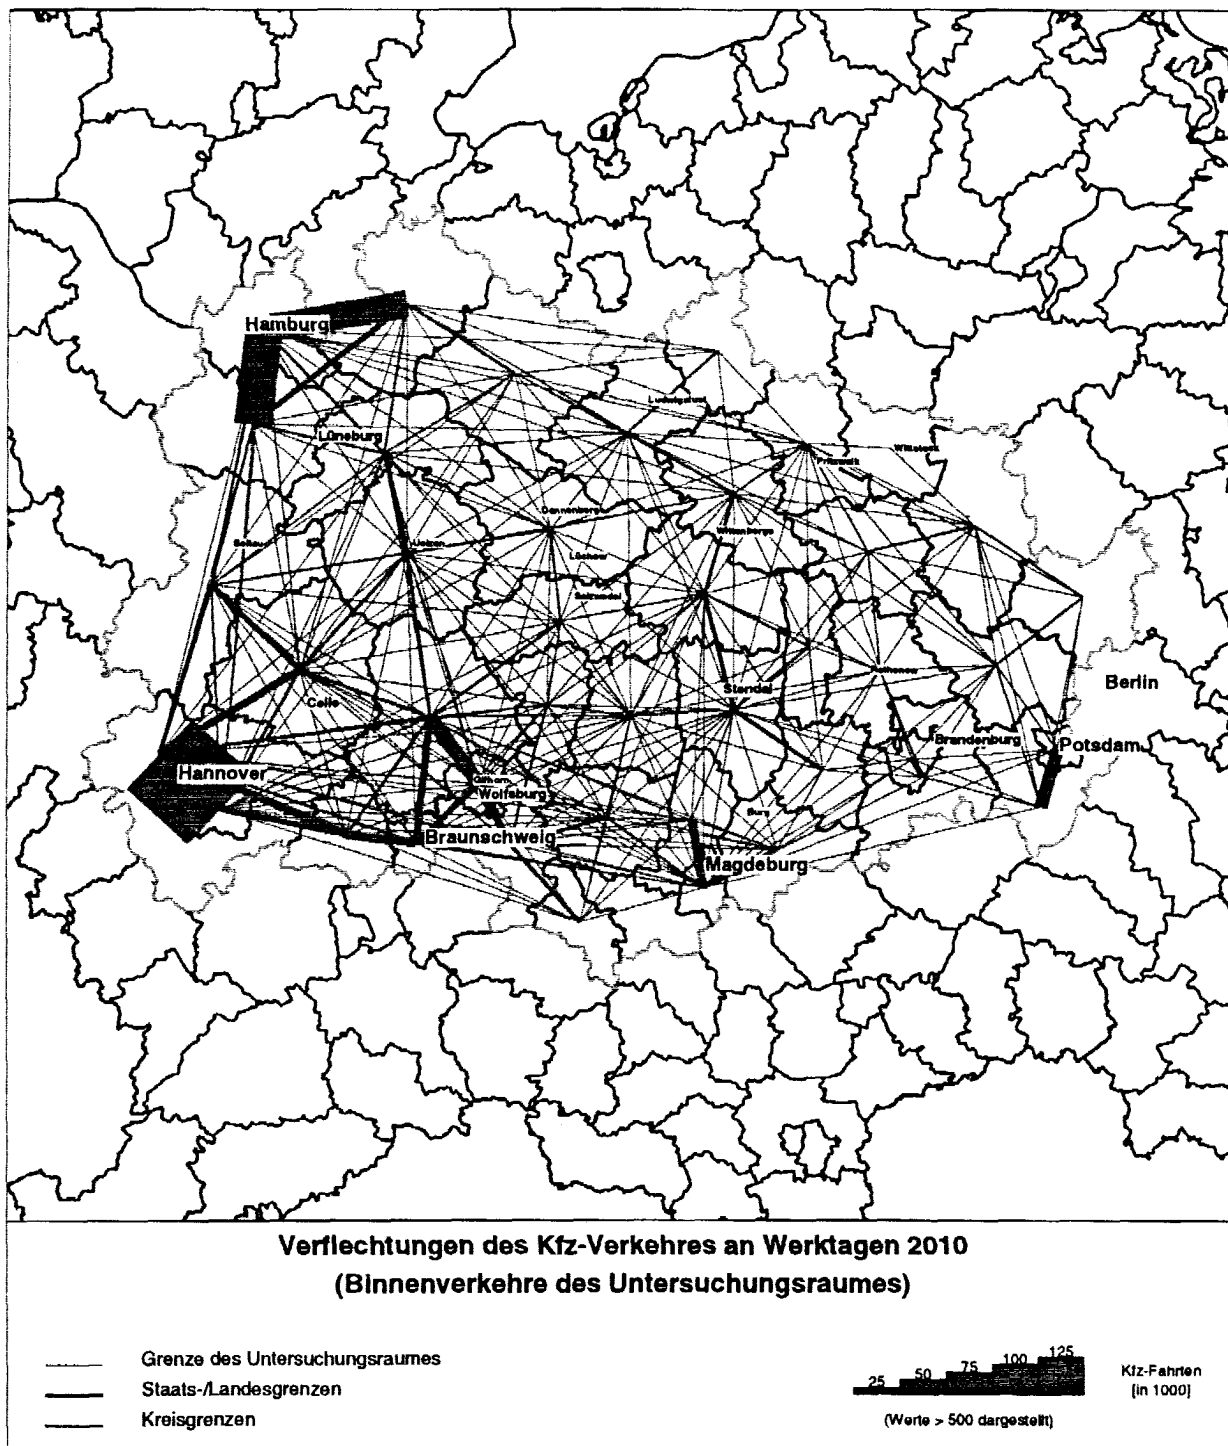 Hamburg
Ludwigslust
Lüneburg
Wittstock
Pritzwalk
Dannenberg
Wittenberge
Soltau
Uelzen
Lüchow
Salzwedel
Berlin
Stendal
Rathenow
Celle
Brandenburg
Potsdam
Hannover
Gifhorn
Wolfsburg
Burg
Braunschweig
Magdeburg
Verflechtungen des Kfz-Verkehres an Werktagen 2010
(Binnenverkehre des Untersuchungsraumes)
Grenze des Untersuchungsraumes
Staats-/Landesgrenzen
Kreisgrenzen
25 50 75 100 125
Kfz-Fahrten
[in 1000]
(Werte > 500 dargestellt)